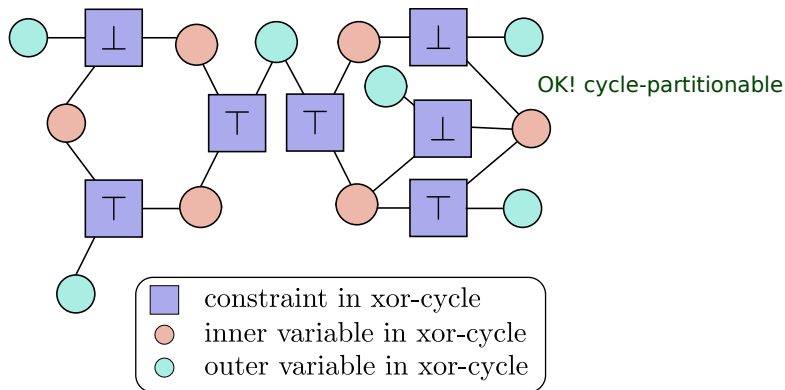 ⊥
⊥
OK! cycle-partitionable
⊤
⊤
⊥
⊤
⊤
constraint in xor-cycle
inner variable in xor-cycle
outer variable in xor-cycle